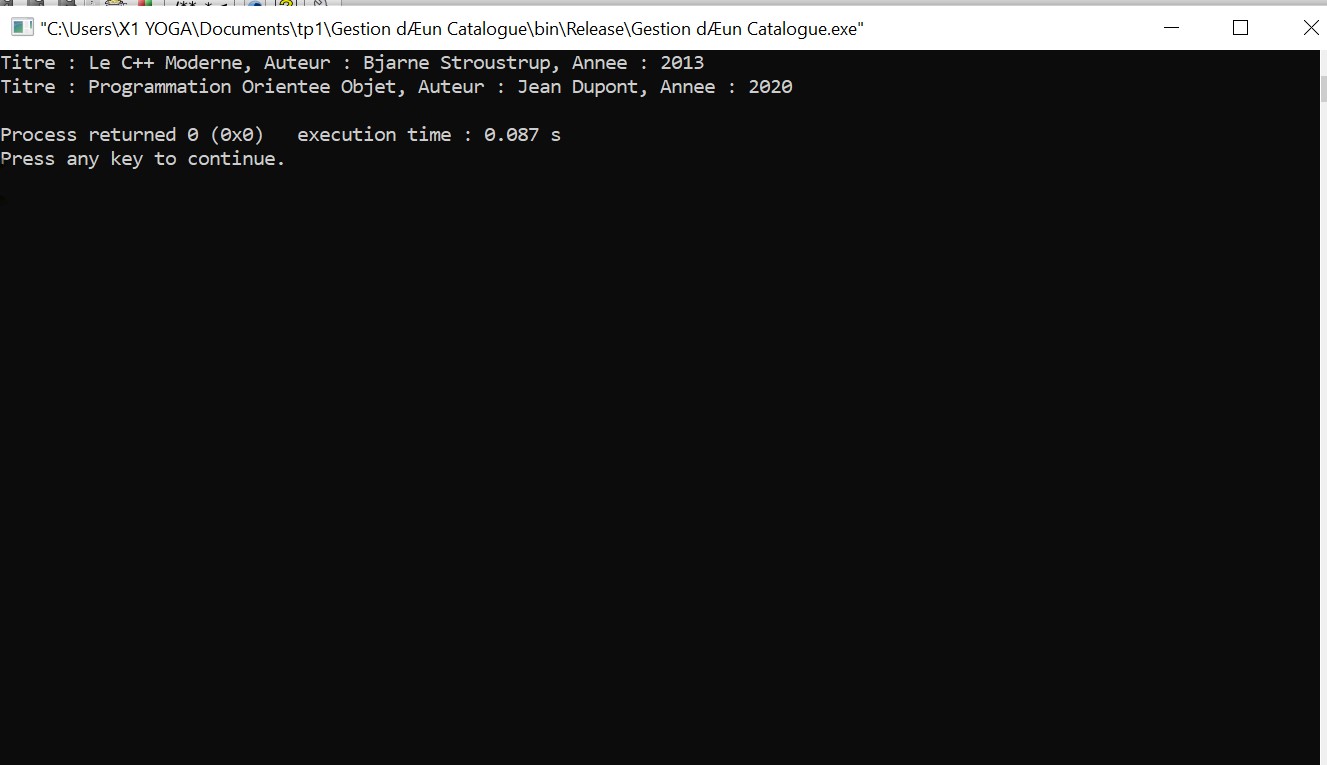 "C:\Users\X1 YOGA\Documents\tp1\Gestion dÆun Catalogue\bin\Release\Gestion dÆun Catalogue.exe"
Titre : Le C++ Moderne, Auteur : Bjarne Stroustrup, Annee : 2013
Titre : Programmation Orientee Objet, Auteur : Jean Dupont, Annee : 2020
Process returned 0 (0x0)   execution time : 0.087 s
Press any key to continue.